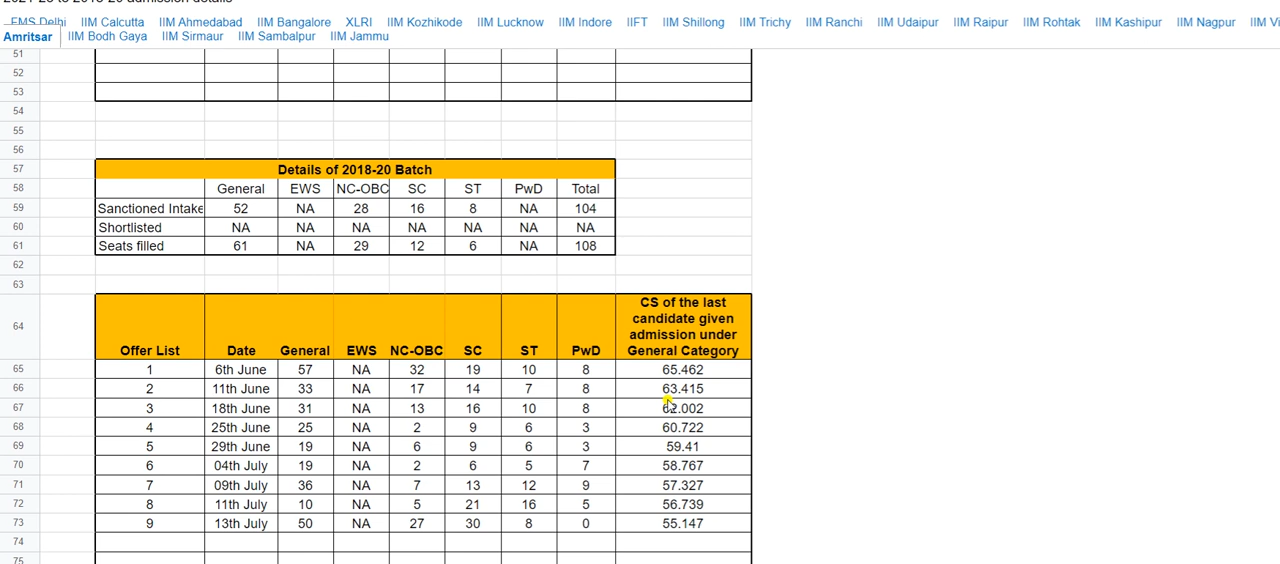 FMS Delhi IIM Calcutta IIM Ahmedabad IIM Bangalore XLRI IIM Kozhikode IIM Lucknow IIM Indore IIFT IIM Shillong IIM Trichy IIM Ranchi IIM Udaipur IIM Raipur IIM Rohtak IIM Kashipur IIM Nagpur IIM
Amritsar IIM Bodh Gaya IIM Sirmaur IIM Sambalpur IIM Jammu
51
52
53
54
55
56
57 Details of 2018-20 Batch
58 General EWS NC-OBC SC ST PwD Total
59 Sanctioned Intake 52 NA 28 16 8 NA 104
60 Shortlisted NA NA NA NA NA NA NA
61 Seats filled 61 NA 29 12 6 NA 108
62
63
CS of the last
candidate given
64 admission under
Offer List Date General EWS NC-OBC SC ST PwD General Category
65 1 6th June 57 NA 32 19 10 8 65.462
66 2 11th June 33 NA 17 14 7 8 63.415
67 3 18th June 31 NA 13 16 10 8 62.002
68 4 25th June 25 NA 2 9 6 3 60.722
69 5 29th June 19 NA 6 9 6 3 59.41
70 6 04th July 19 NA 2 6 5 7 58.767
71 7 09th July 36 NA 7 13 12 9 57.327
72 8 11th July 10 NA 5 21 16 5 56.739
73 9 13th July 50 NA 27 30 8 0 55.147
74
75